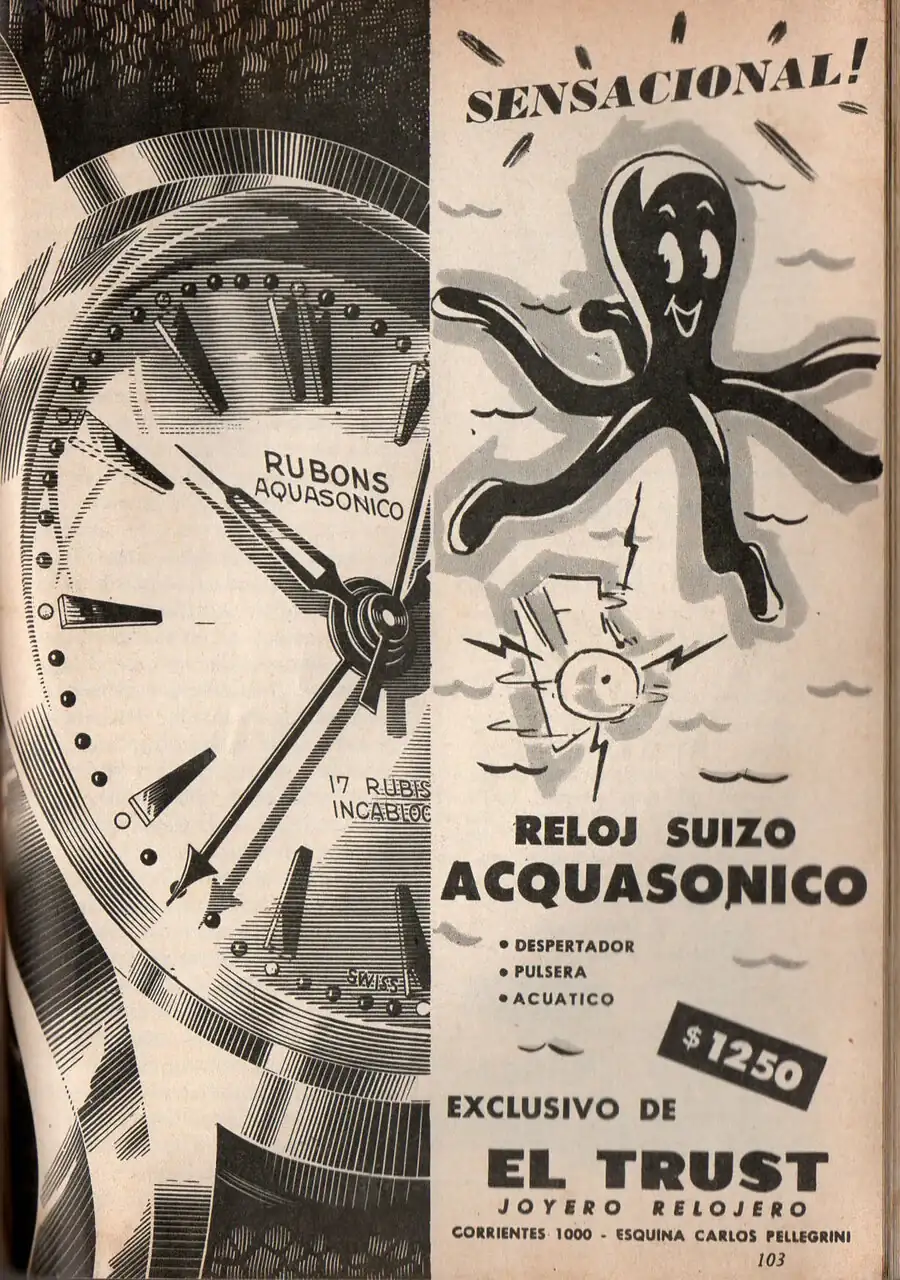 RUBONS
AQUASONICO
17 RUBIS
INCABLOC
SWISS
SENSACIONAL!
RELOJ SUIZO
ACQUASONICO
• DESPERTADOR
• PULSERA
• ACUATICO
$ 1250
EXCLUSIVO DE
EL TRUST
JOYERO RELOJERO
CORRIENTES 1000 - ESQUINA CARLOS PELLEGRINI
103